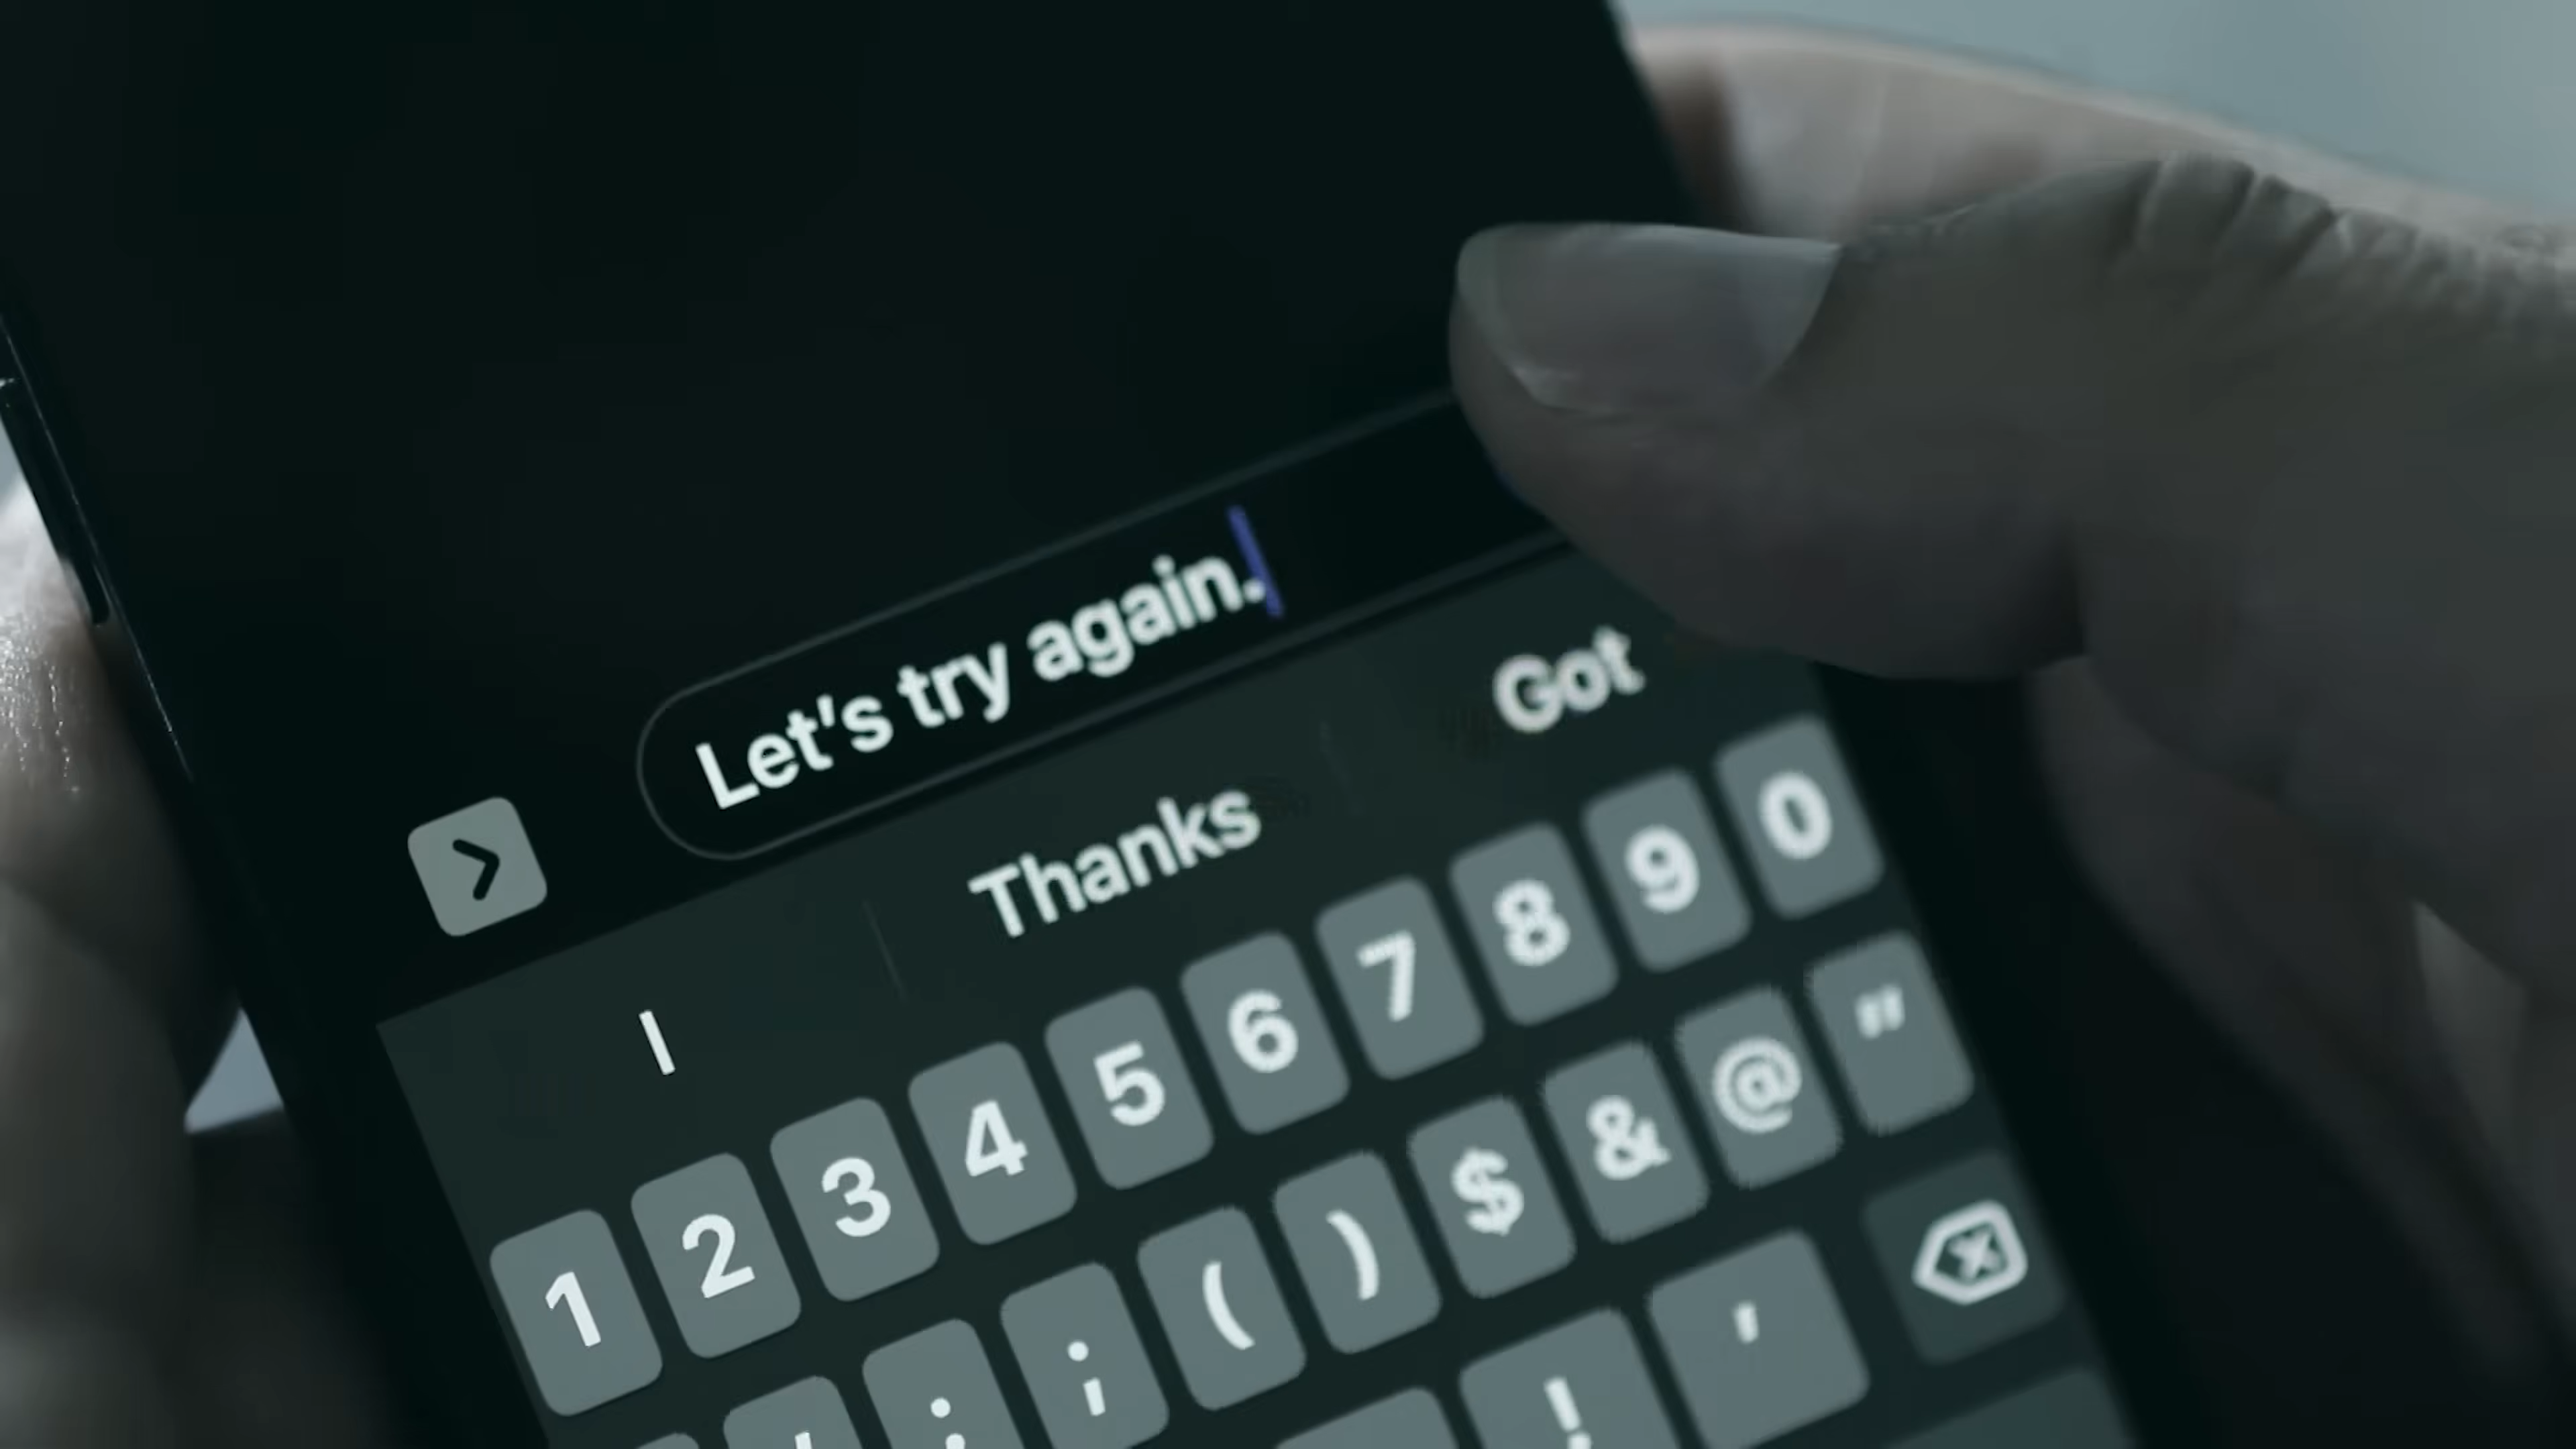 Let's try again.
I Thanks Got
1 2 3 4 5 6 7 8 9 0
: ; ( ) $ & @ "
! '